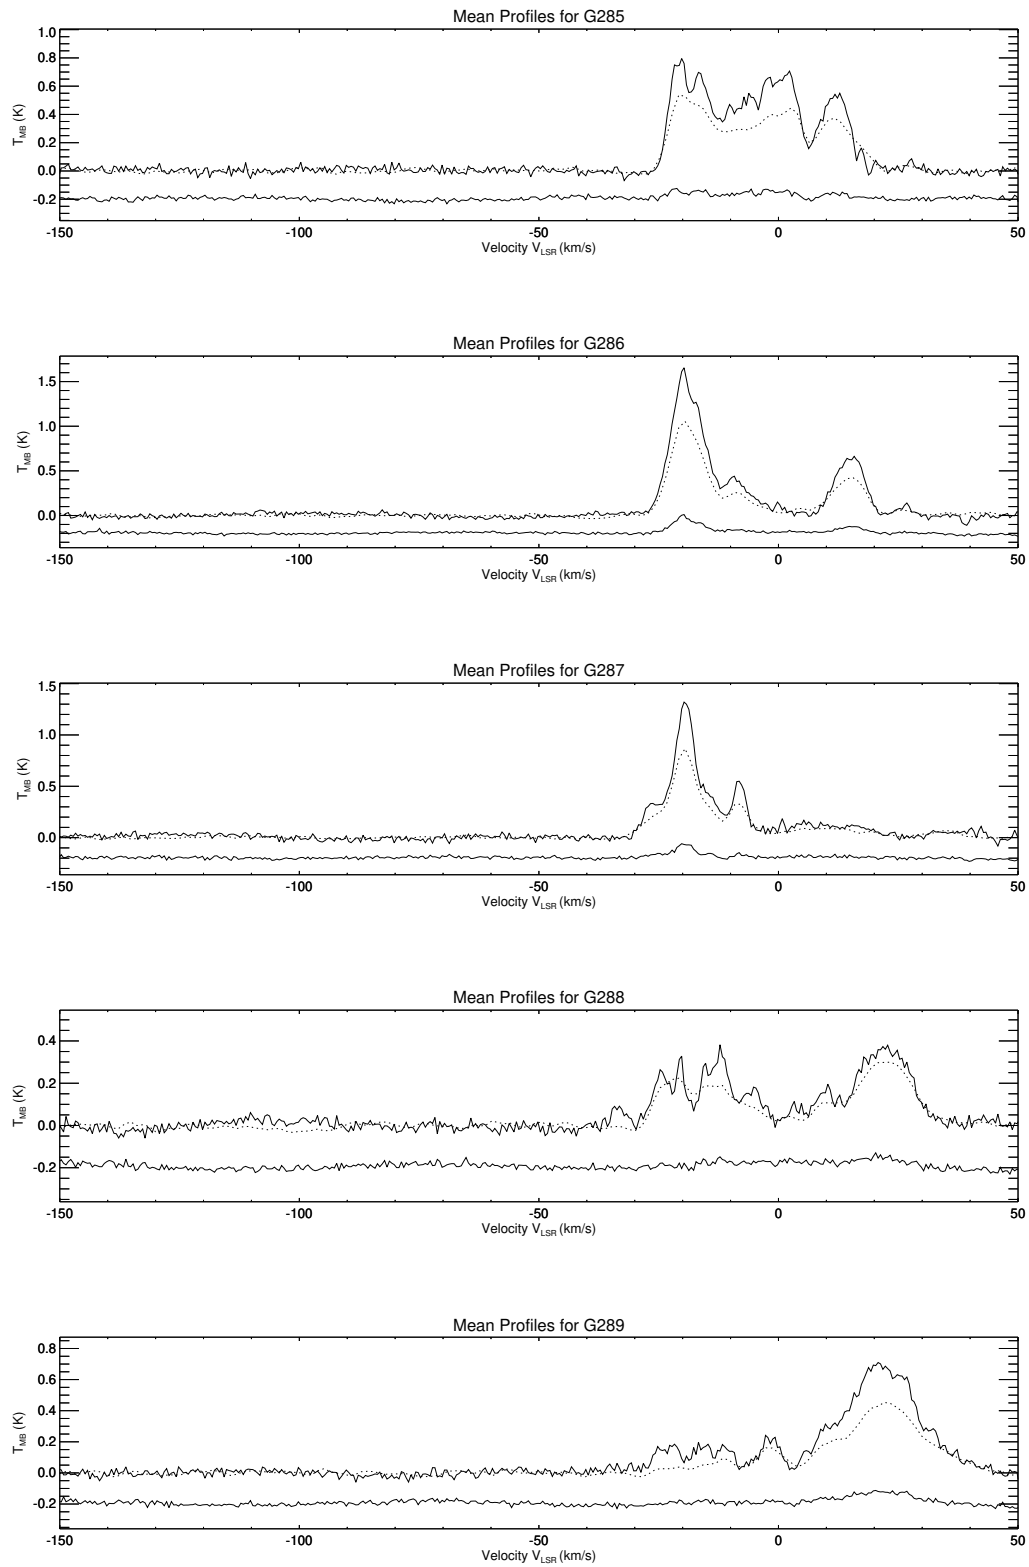 Mean Profiles for G285
1.0
0.8
0.6
0.4
0.2
0.0
-0.2
T_MB (K)
-150 -100 -50 0 50
Velocity V_LSR (km/s)
Mean Profiles for G286
1.5
1.0
0.5
0.0
T_MB (K)
-150 -100 -50 0 50
Velocity V_LSR (km/s)
Mean Profiles for G287
1.5
1.0
0.5
0.0
T_MB (K)
-150 -100 -50 0 50
Velocity V_LSR (km/s)
Mean Profiles for G288
0.4
0.2
0.0
-0.2
T_MB (K)
-150 -100 -50 0 50
Velocity V_LSR (km/s)
Mean Profiles for G289
0.8
0.6
0.4
0.2
0.0
-0.2
T_MB (K)
-150 -100 -50 0 50
Velocity V_LSR (km/s)